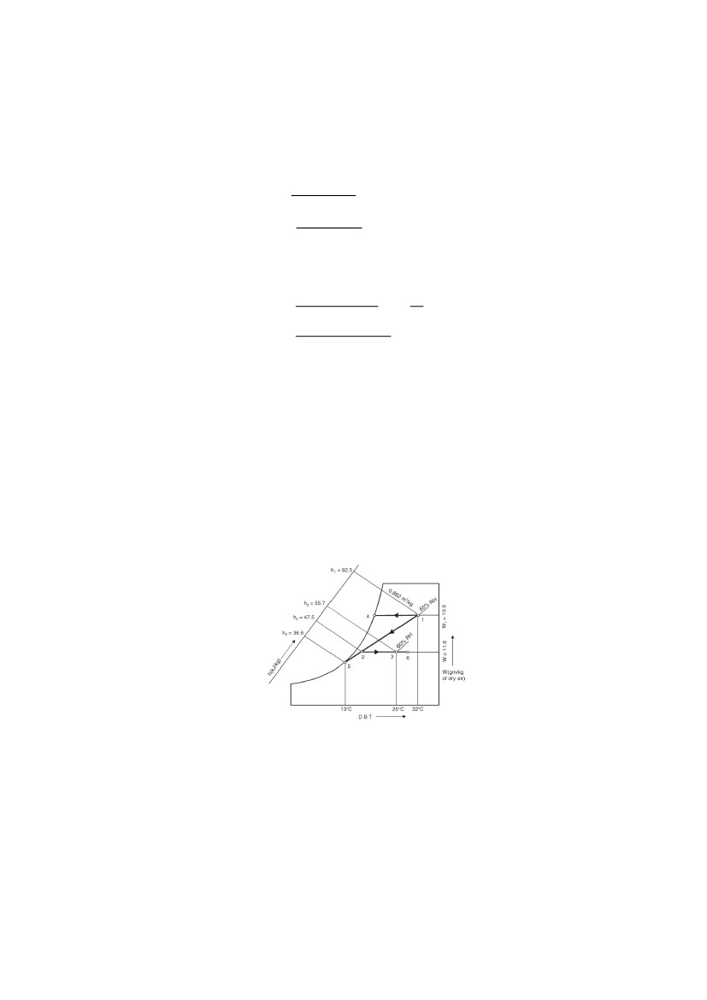 h₁ = 82.5
0.892 m³/kg
65% RH
W₁ = 19.6
h₃ = 55.7
4
1
h₂ = 47.5
60% RH
h₅ = 36.6
W = 11.8
2
3
6
5
h(kJ/kg)
W(gm/kg
of dry air)
13°C
25°C
32°C
D B T